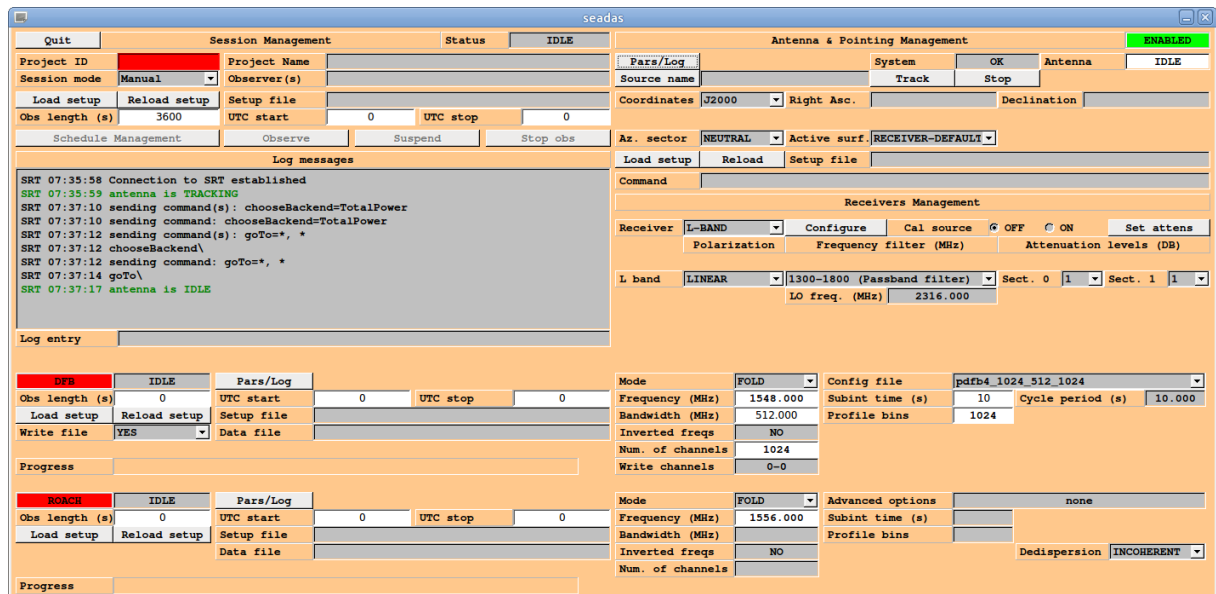 seadas
Quit Session Management Status IDLE
Project ID Project Name
Session mode Manual Observer(s)
Load setup Reload setup Setup file
Obs length (s) 3600 UTC start 0 UTC stop 0
Schedule Management Observe Suspend Stop obs
Log messages
SRT 07:35:58 Connection to SRT established
SRT 07:35:59 antenna is TRACKING
SRT 07:37:10 sending command(s): chooseBackend=TotalPower
SRT 07:37:10 sending command: chooseBackend=TotalPower
SRT 07:37:12 sending command(s): goTo=*, *
SRT 07:37:12 chooseBackend\
SRT 07:37:12 sending command: goTo=*, *
SRT 07:37:14 goTo\
SRT 07:37:17 antenna is IDLE
Log entry
Antenna & Pointing Management ENABLED
Pars/Log System OK Antenna IDLE
Source name Track Stop
Coordinates J2000 Right Asc. Declination
Az. sector NEUTRAL Active surf. RECEIVER-DEFAULT
Load setup Reload Setup file
Command
Receivers Management
Receiver L-BAND Configure Cal source OFF ON Set attens
Polarization Frequency filter (MHz) Attenuation levels (DB)
L band LINEAR 1300-1800 (Passband filter) Sect. 0 1 Sect. 1 1
LO freq. (MHz) 2316.000
DFB IDLE Pars/Log
Obs length (s) 0 UTC start 0 UTC stop 0
Load setup Reload setup Setup file
Write file YES Data file
Progress
Mode FOLD Config file pdfb4_1024_512_1024
Frequency (MHz) 1548.000 Subint time (s) 10 Cycle period (s) 10.000
Bandwidth (MHz) 512.000 Profile bins 1024
Inverted freqs NO
Num. of channels 1024
Write channels 0-0
ROACH IDLE Pars/Log
Obs length (s) 0 UTC start 0 UTC stop 0
Load setup Reload setup Setup file
Data file
Progress
Mode FOLD Advanced options none
Frequency (MHz) 1556.000 Subint time (s)
Bandwidth (MHz) Profile bins
Inverted freqs NO Dedispersion INCOHERENT
Num. of channels